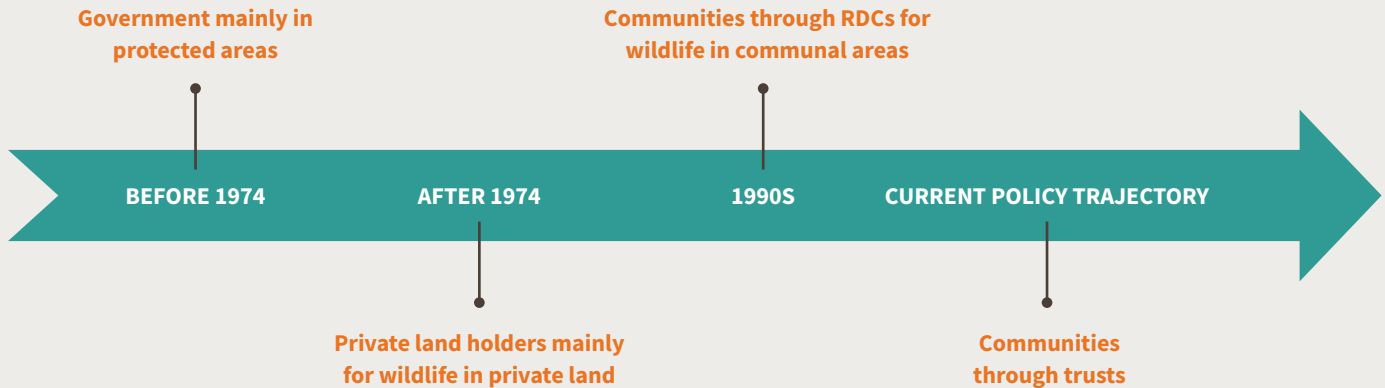 Government mainly in
protected areas
Communities through RDCs for
wildlife in communal areas
BEFORE 1974
AFTER 1974
1990S
CURRENT POLICY TRAJECTORY
Private land holders mainly
for wildlife in private land
Communities
through trusts